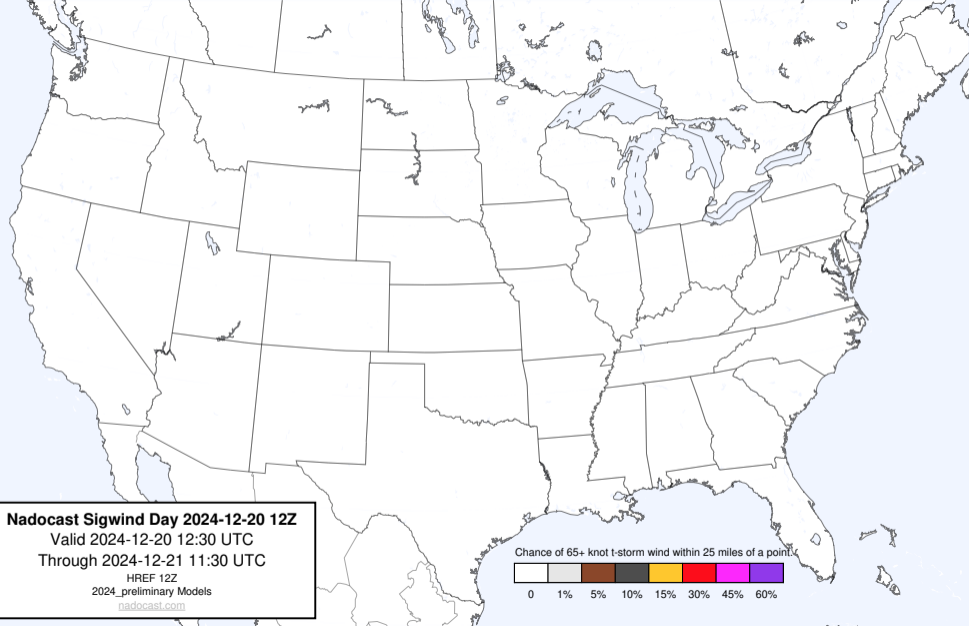 Nadocast Sigwind Day 2024-12-20 12Z
Valid 2024-12-20 12:30 UTC
Through 2024-12-21 11:30 UTC
HREF 12Z
2024_preliminary Models
nadocast.com
Chance of 65+ knot t-storm wind within 25 miles of a point.
0 1% 5% 10% 15% 30% 45% 60%